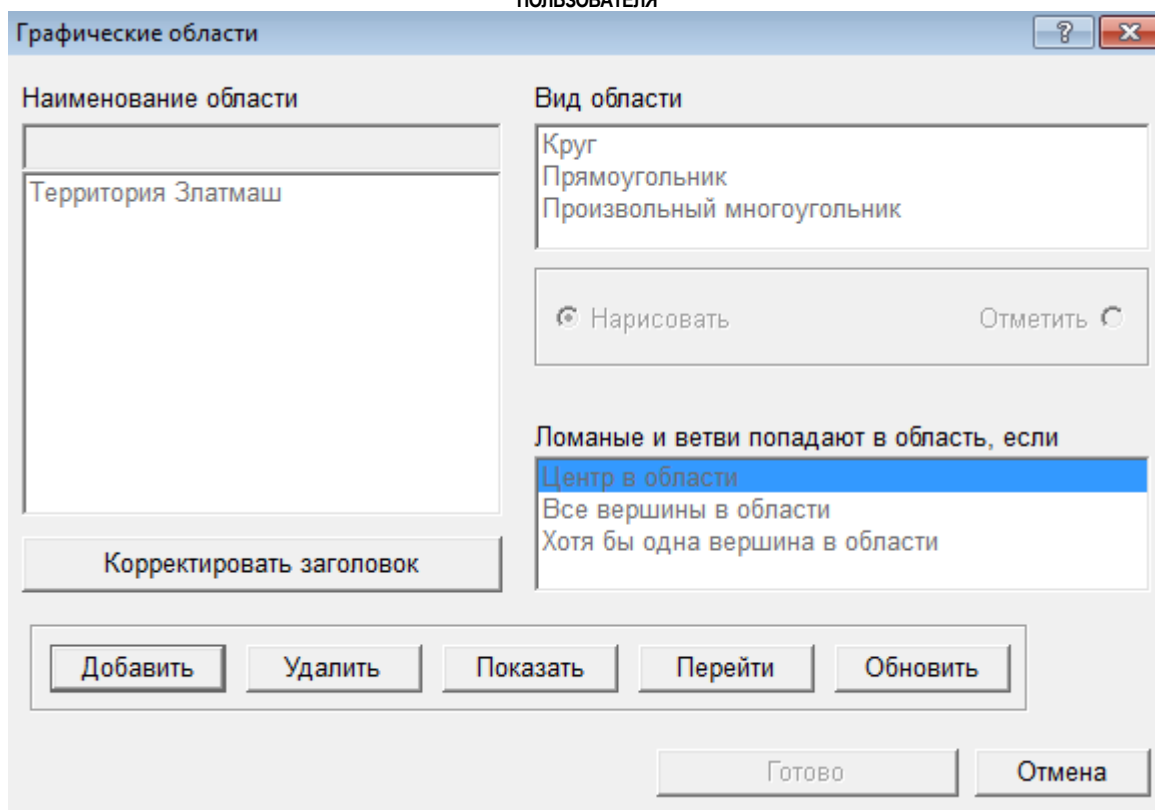 ПОЛЬЗОВАТЕЛЯ
Графические области
Наименование области
Территория Златмаш
Корректировать заголовок
Вид области
Круг
Прямоугольник
Произвольный многоугольник
Нарисовать Отметить
Ломаные и ветви попадают в область, если
Центр в области
Все вершины в области
Хотя бы одна вершина в области
Добавить Удалить Показать Перейти Обновить
Готово Отмена